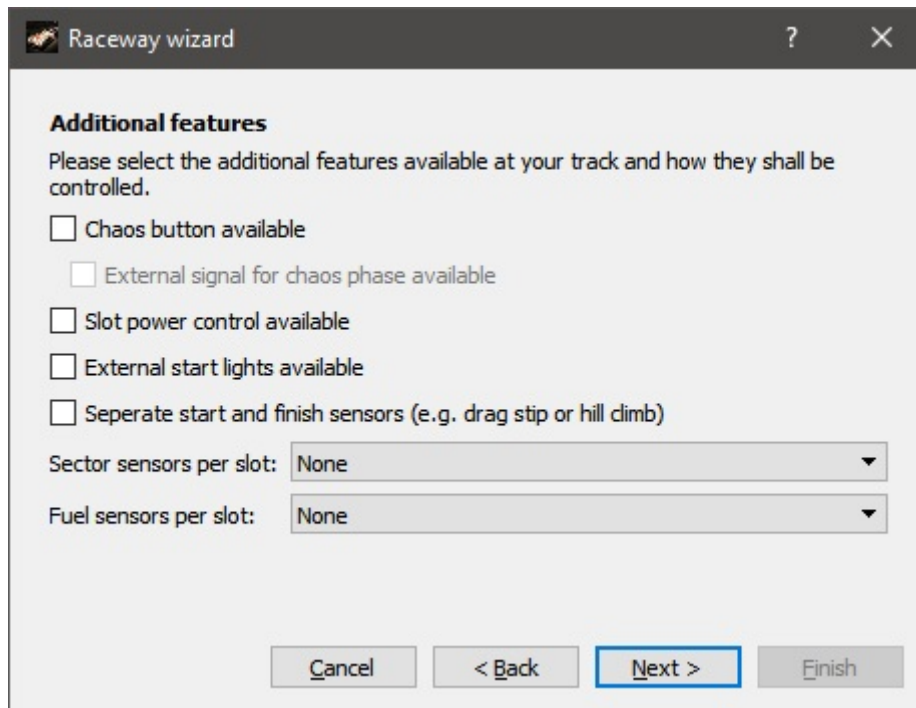 Raceway wizard
Additional features
Please select the additional features available at your track and how they shall be
controlled.
Chaos button available
External signal for chaos phase available
Slot power control available
External start lights available
Seperate start and finish sensors (e.g. drag stip or hill climb)
Sector sensors per slot: None
Fuel sensors per slot: None
Cancel < Back Next > Finish